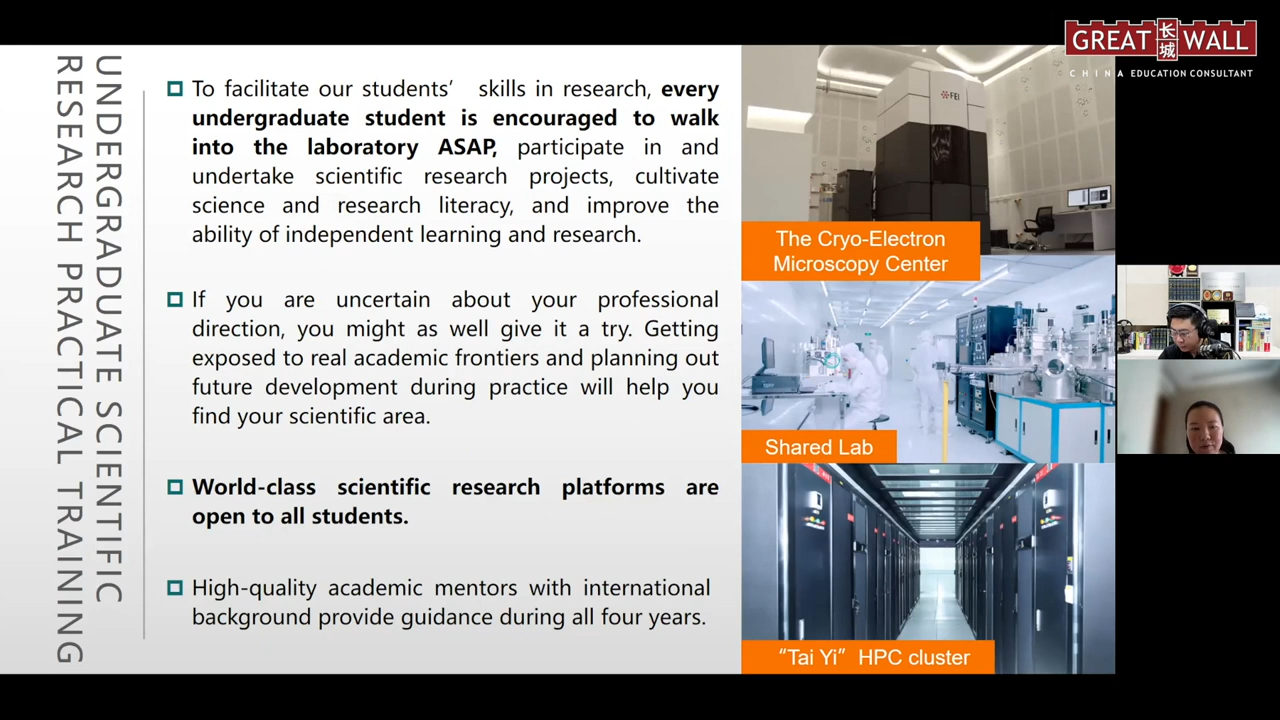 GREAT 长城 WALL
CHINA EDUCATION CONSULTANT
UNDERGRADUATE SCIENTIFIC
RESEARCH PRACTICAL TRAINING
To facilitate our students’ skills in research, every
undergraduate student is encouraged to walk
into the laboratory ASAP, participate in and
undertake scientific research projects, cultivate
science and research literacy, and improve the
ability of independent learning and research.
If you are uncertain about your professional
direction, you might as well give it a try. Getting
exposed to real academic frontiers and planning out
future development during practice will help you
find your scientific area.
World-class scientific research platforms are
open to all students.
High-quality academic mentors with international
background provide guidance during all four years.
FEI
The Cryo-Electron
Microscopy Center
Shared Lab
“Tai Yi” HPC cluster